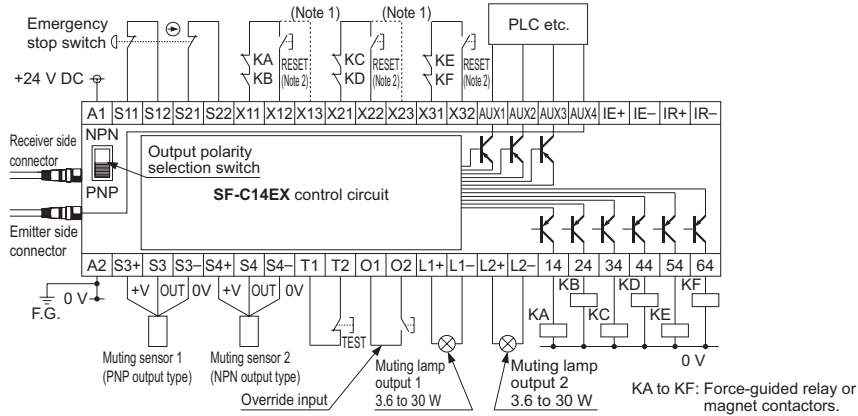 Emergency
stop switch
+24 V DC
(Note 1)
(Note 1)
PLC etc.
KA
KB
RESET
(Note 2)
KC
KD
RESET
(Note 2)
KE
KF
RESET
(Note 2)
A1 S11 S12 S21 S22 X11 X12 X13 X21 X22 X23 X31 X32 AUX1 AUX2 AUX3 AUX4 IE+ IE– IR+ IR–
Receiver side
connector
NPN
PNP
Output polarity
selection switch
SF-C14EX control circuit
Emitter side
connector
A2 S3+ S3 S3– S4+ S4 S4– T1 T2 O1 O2 L1+ L1– L2+ L2– 14 24 34 44 54 64
F.G.
0 V
+V OUT 0V
+V OUT 0V
TEST
KA
KB
KC
KD
KE
KF
0 V
Muting sensor 1
(PNP output type)
Muting sensor 2
(NPN output type)
Override input
Muting lamp
output 1
3.6 to 30 W
Muting lamp
output 2
3.6 to 30 W
KA to KF: Force-guided relay or
magnet contactors.